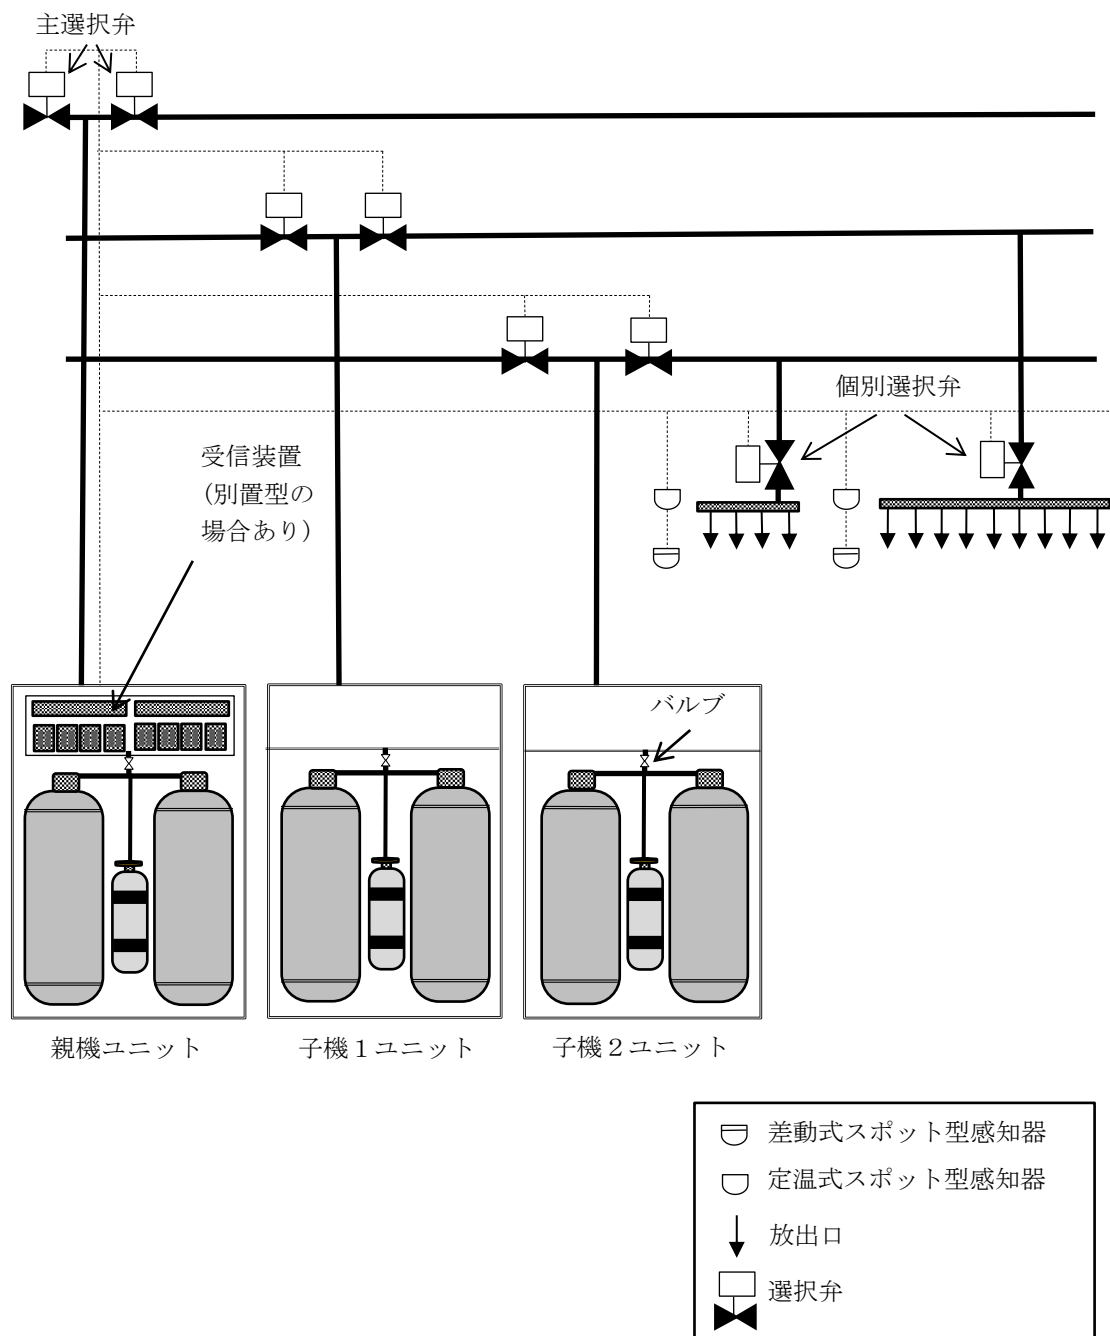 主選択弁
個別選択弁
受信装置
(別置型の
場合あり)
バルブ
親機ユニット
子機１ユニット
子機２ユニット
差動式スポット型感知器
定温式スポット型感知器
放出口
選択弁